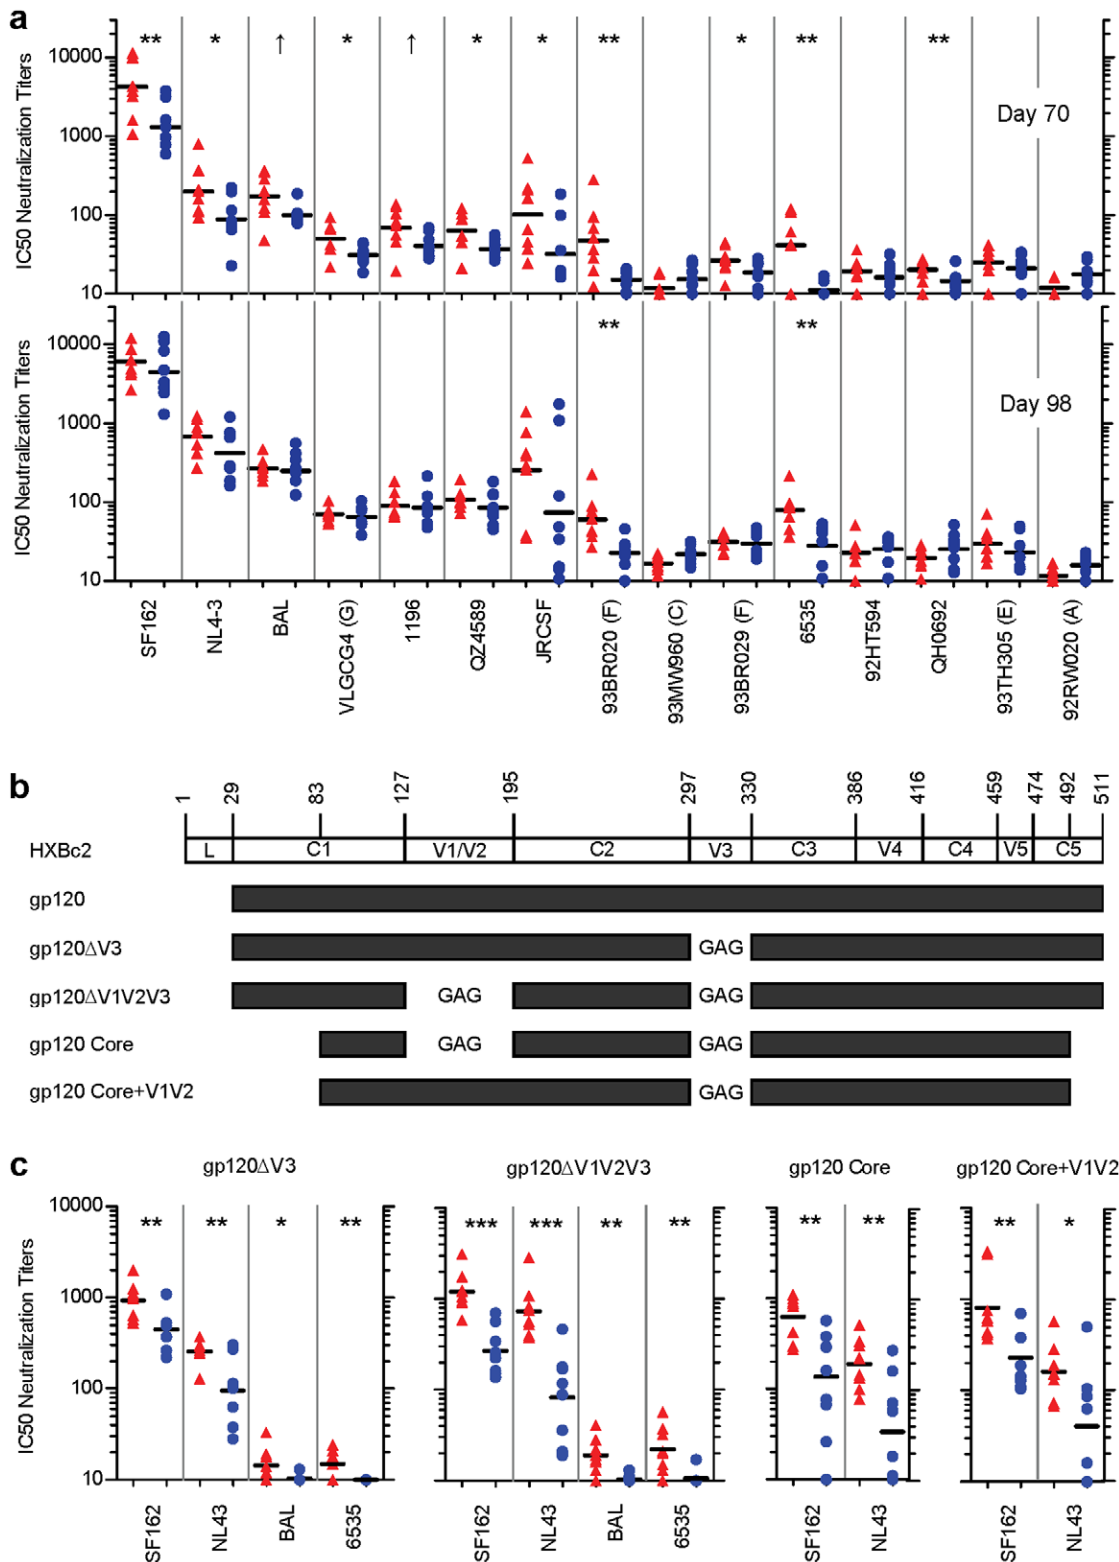 a
** * ↑ * ↑ * * ** * ** **
Day 70
IC50 Neutralization Titers
10000
1000
100
10
** **
Day 98
IC50 Neutralization Titers
10000
1000
100
10
SF162
NL4-3
BAL
VLGCG4 (G)
1196
QZ4589
JRCSF
93BR020 (F)
93MW960 (C)
93BR029 (F)
6535
92HT594
QH0692
93TH305 (E)
92RW020 (A)
b
1 29 83 127 195 297 330 386 416 459 474 492 511
HXBc2 L C1 V1/V2 C2 V3 C3 V4 C4 V5 C5
gp120
gp120ΔV3 GAG
gp120ΔV1V2V3 GAG GAG
gp120 Core GAG GAG
gp120 Core+V1V2 GAG
c
gp120ΔV3 gp120ΔV1V2V3 gp120 Core gp120 Core+V1V2
IC50 Neutralization Titers
10000
1000
100
10
** ** * ** *** *** ** ** ** ** ** *
SF162
NL43
BAL
6535
SF162
NL43
BAL
6535
SF162
NL43
SF162
NL43